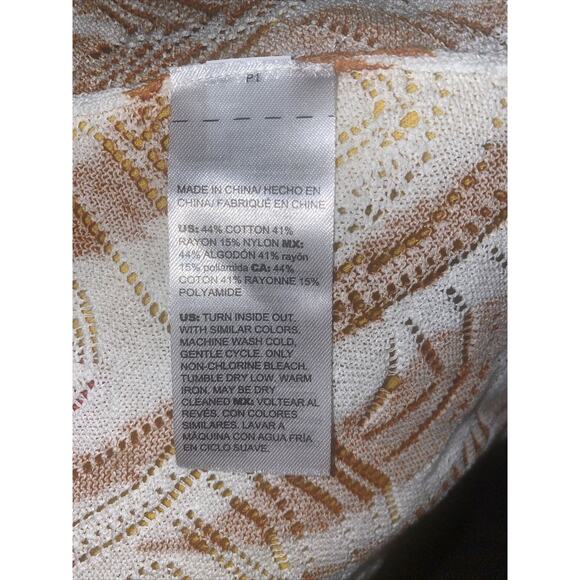 P1
MADE IN CHINA/ HECHO EN
CHINA/ FABRIQUÉ EN CHINE
US: 44% COTTON 41%
RAYON 15% NYLON MX:
44% ALGODÓN 41% rayón
15% poliamida CA: 44%
COTON 41% RAYONNE 15%
POLYAMIDE
US: TURN INSIDE OUT.
WITH SIMILAR COLORS,
MACHINE WASH COLD,
GENTLE CYCLE. ONLY
NON-CHLORINE BLEACH.
TUMBLE DRY LOW. WARM
IRON. MAY BE DRY
CLEANED MX: VOLTEAR AL
REVÉS. CON COLORES
SIMILARES. LAVAR A
MÁQUINA CON AGUA FRÍA
EN CICLO SUAVE.